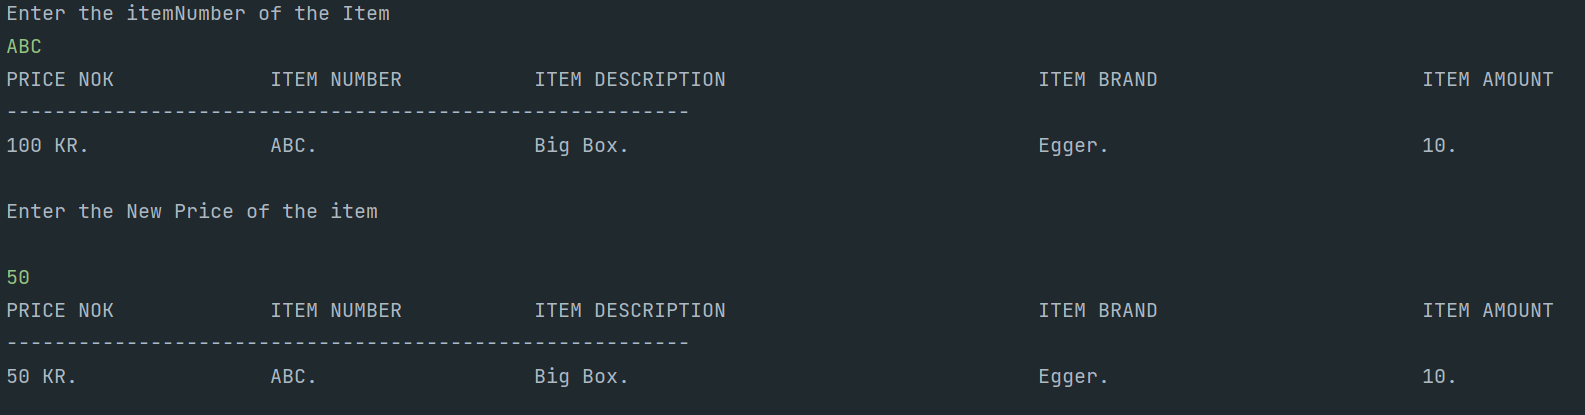 Enter the itemNumber of the Item
ABC
PRICE NOK             ITEM NUMBER           ITEM DESCRIPTION                          ITEM BRAND                      ITEM AMOUNT
---------------------------------------------------------
100 KR.               ABC.                  Big Box.                                  Egger.                          10.
Enter the New Price of the item
50
PRICE NOK             ITEM NUMBER           ITEM DESCRIPTION                          ITEM BRAND                      ITEM AMOUNT
---------------------------------------------------------
50 KR.                ABC.                  Big Box.                                  Egger.                          10.